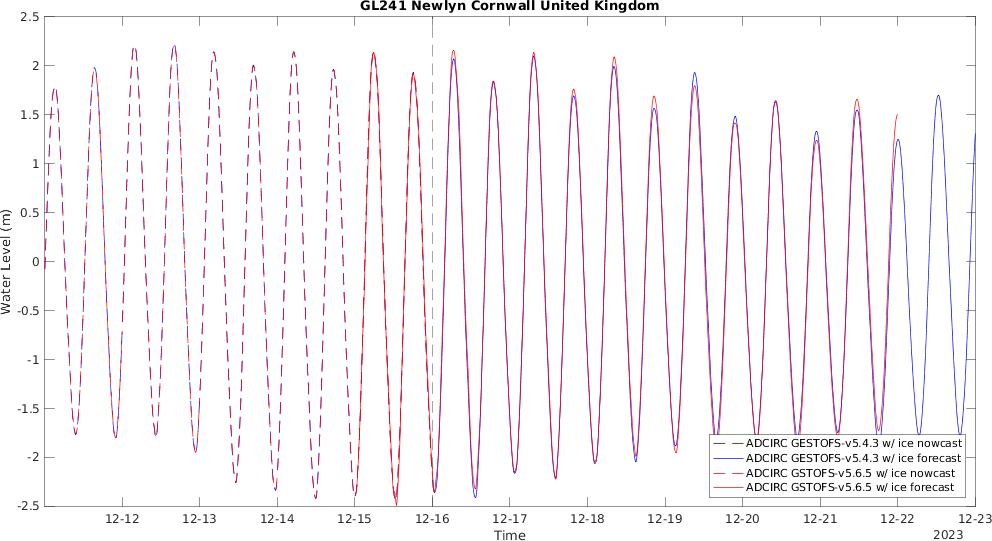 GL241 Newlyn Cornwall United Kingdom
2.5
2
1.5
1
0.5
0
-0.5
-1
-1.5
-2
-2.5
Water Level (m)
12-12 12-13 12-14 12-15 12-16 12-17 12-18 12-19 12-20 12-21 12-22 12-23
Time
2023
ADCIRC GESTOFS-v5.4.3 w/ ice nowcast
ADCIRC GESTOFS-v5.4.3 w/ ice forecast
ADCIRC GSTOFS-v5.6.5 w/ ice nowcast
ADCIRC GSTOFS-v5.6.5 w/ ice forecast